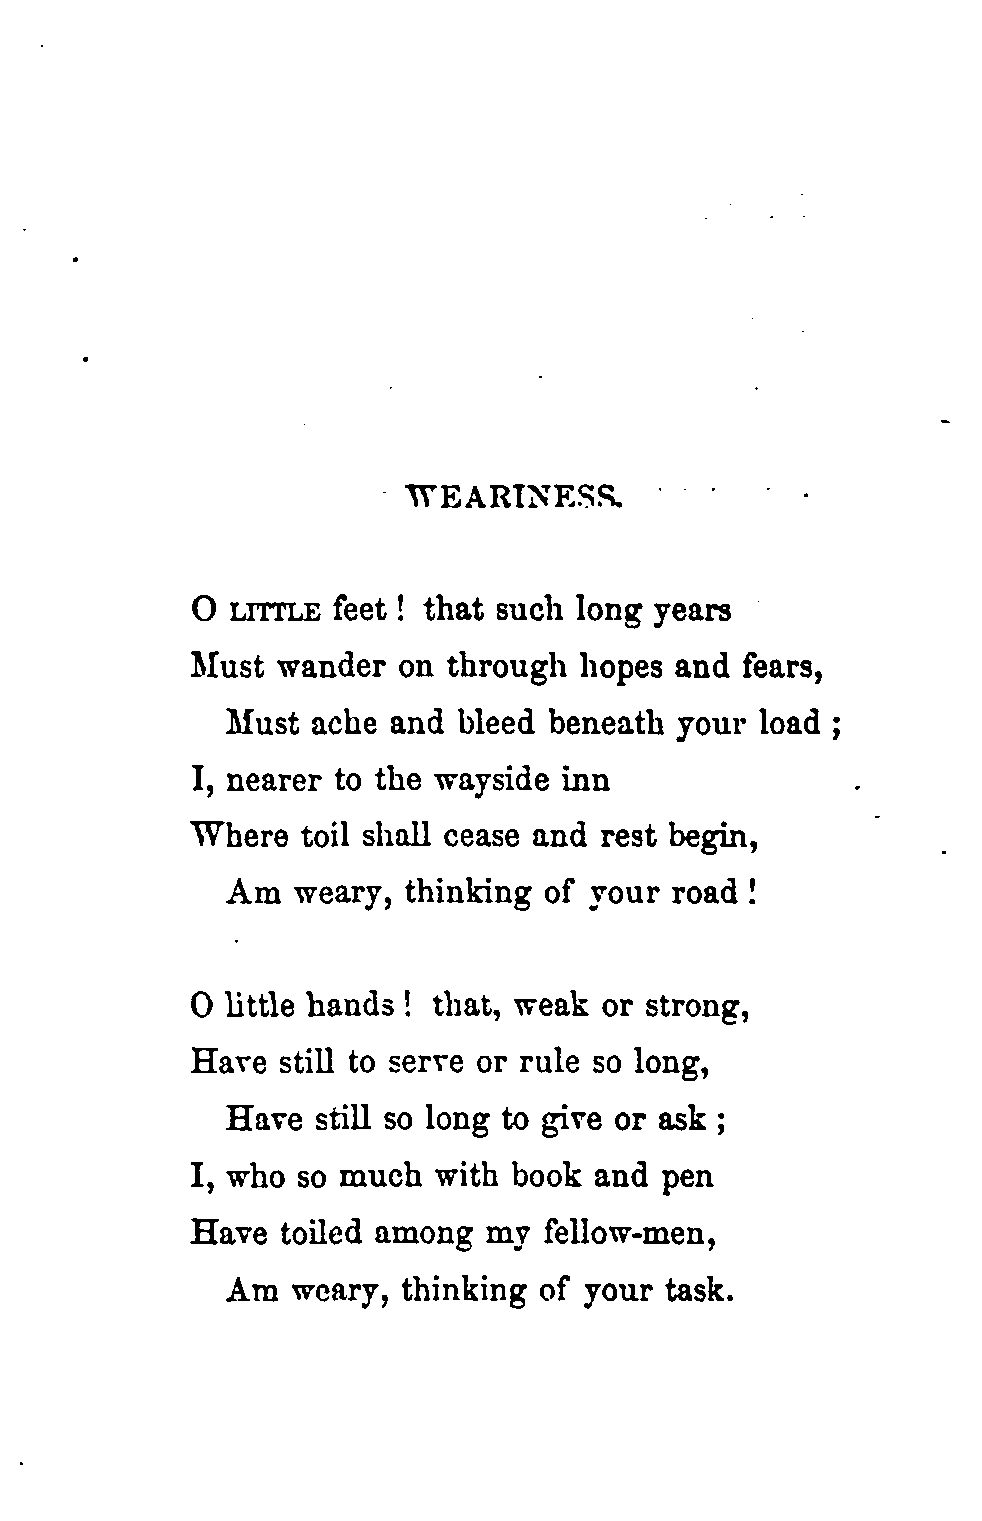 WEARINESS.
O LITTLE feet! that such long years
Must wander on through hopes and fears,
Must ache and bleed beneath your load;
I, nearer to the wayside inn
Where toil shall cease and rest begin,
Am weary, thinking of your road!
O little hands! that, weak or strong,
Have still to serve or rule so long,
Have still so long to give or ask;
I, who so much with book and pen
Have toiled among my fellow-men,
Am weary, thinking of your task.